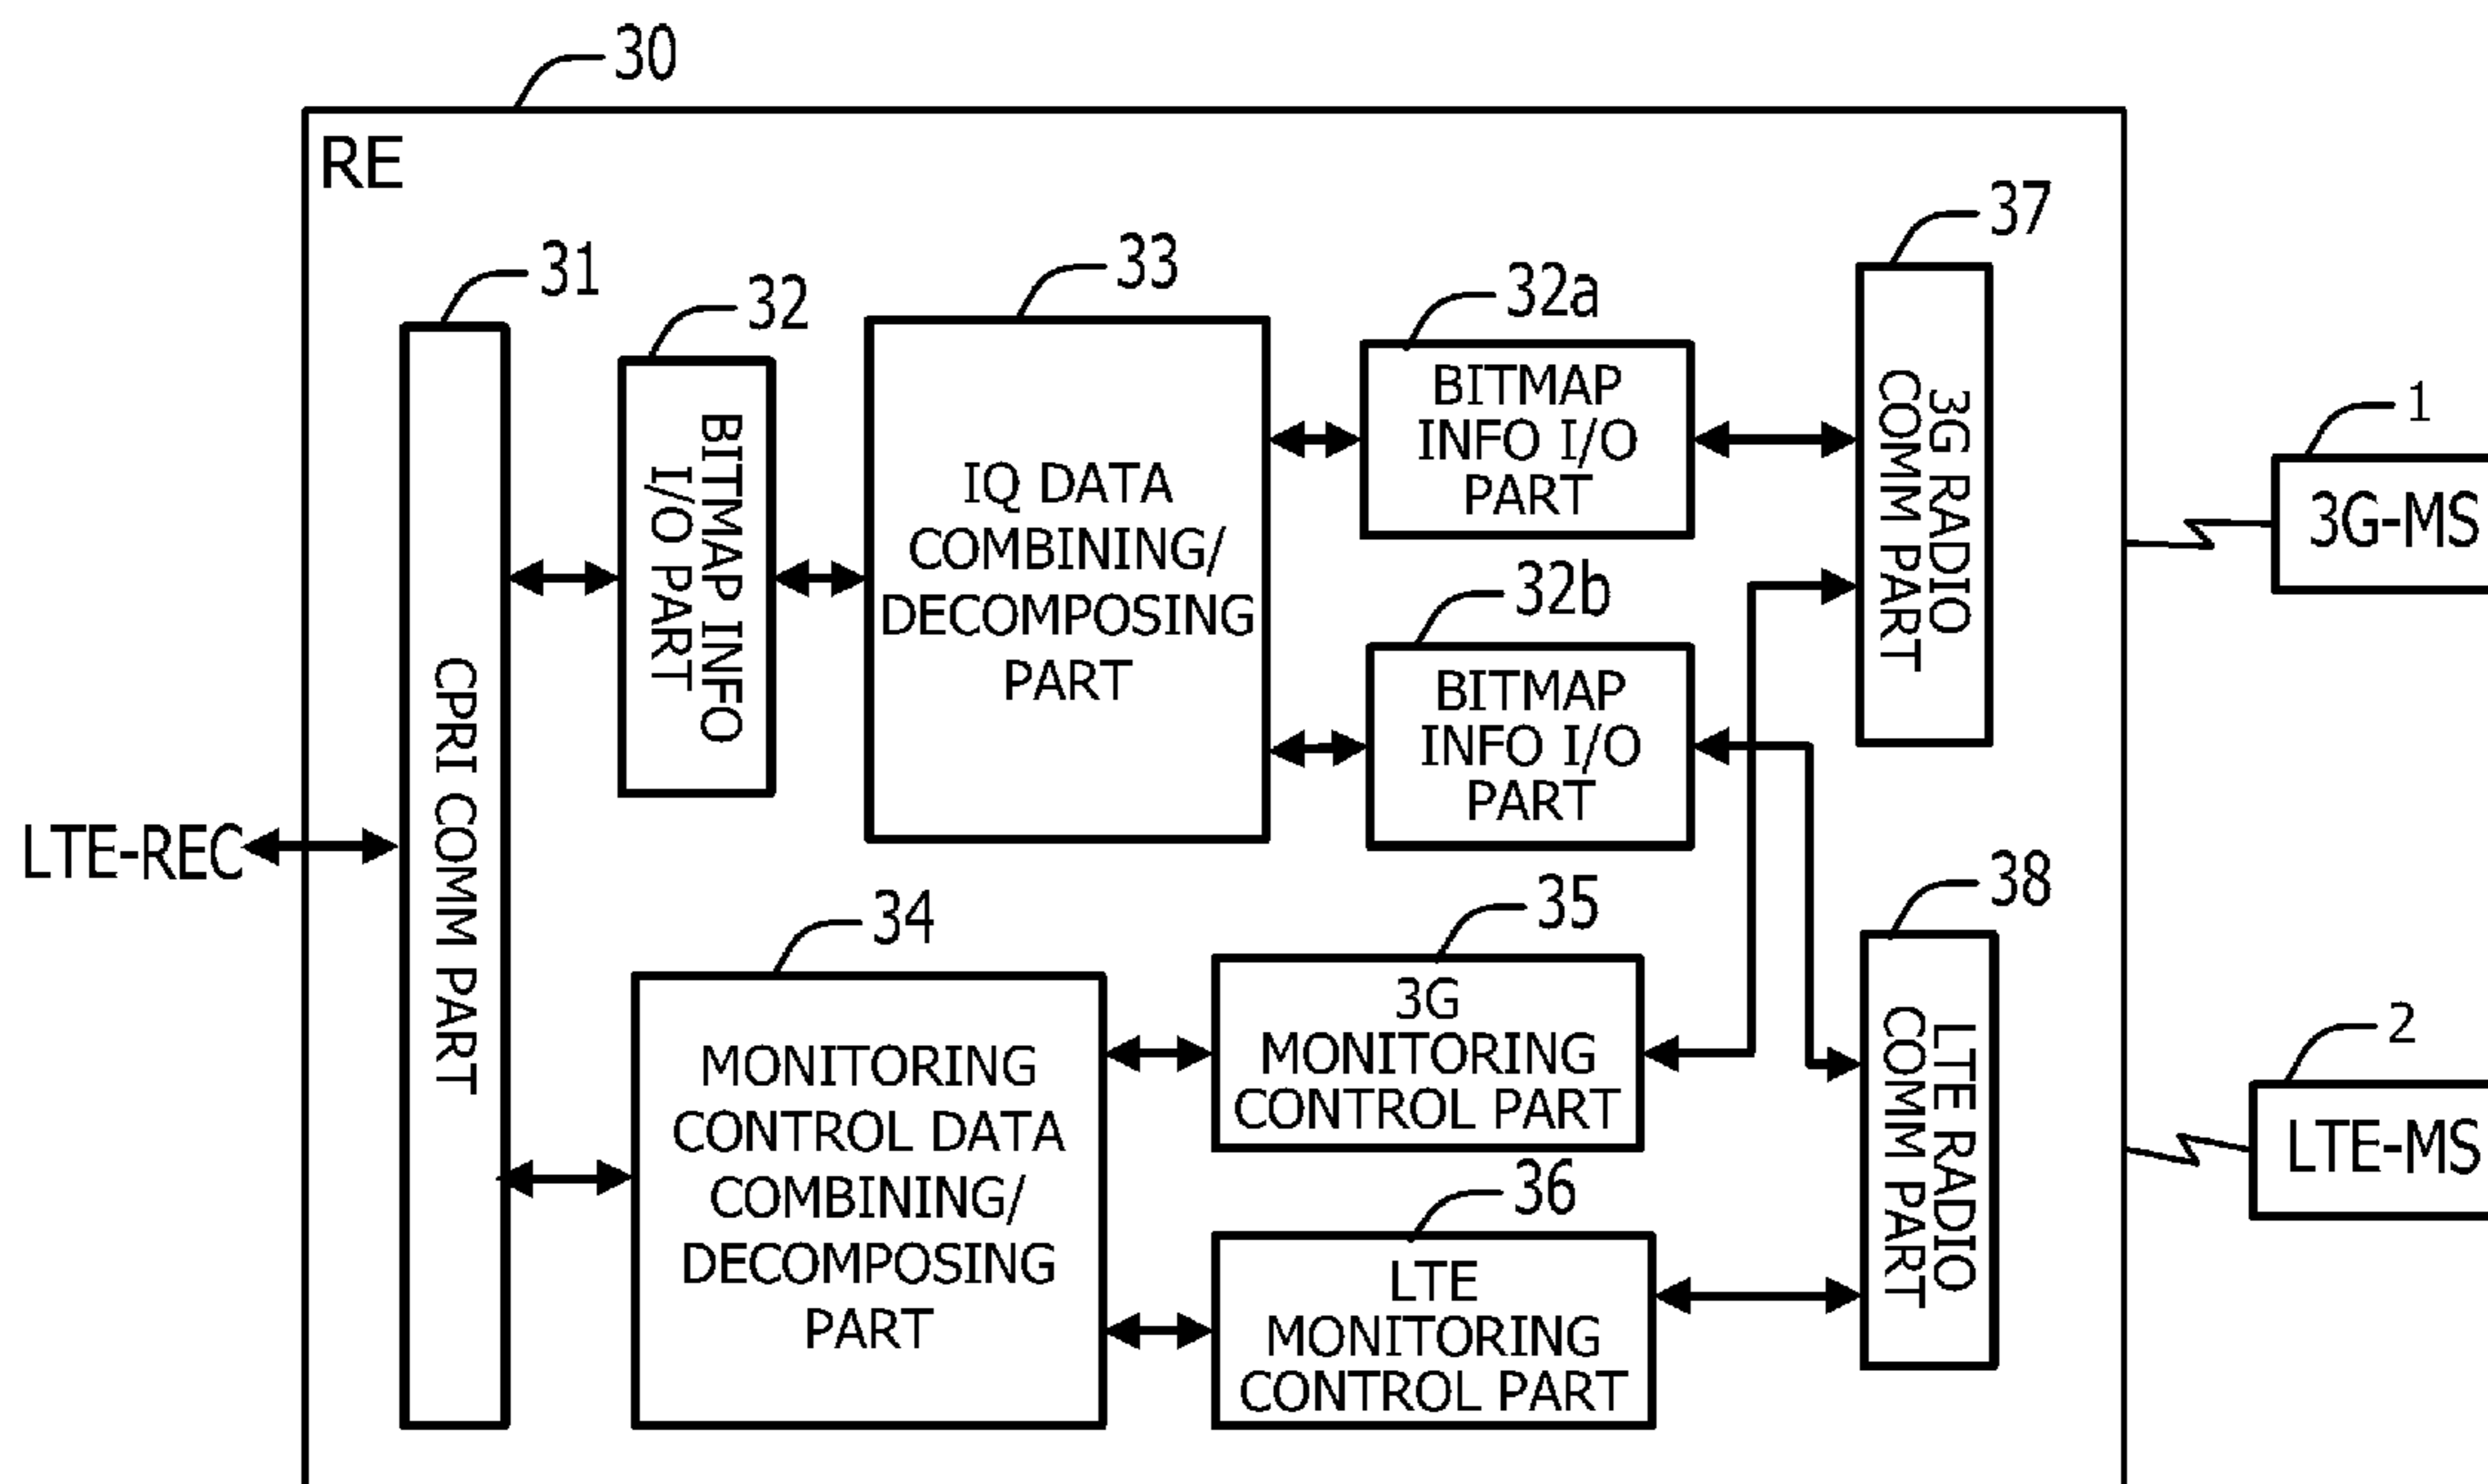 30
RE
31
CPRI COMM PART
32
BITMAP INFO
I/O PART
33
IQ DATA
COMBINING/
DECOMPOSING
PART
32a
BITMAP
INFO I/O
PART
32b
BITMAP
INFO I/O
PART
37
3G RADIO
COMM PART
1
3G-MS
LTE-REC
34
MONITORING
CONTROL DATA
COMBINING/
DECOMPOSING
PART
35
3G
MONITORING
CONTROL PART
36
LTE
MONITORING
CONTROL PART
38
LTE RADIO
COMM PART
2
LTE-MS